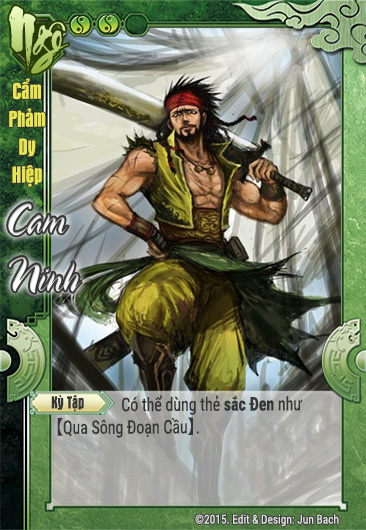 Ngô
Cẩm
Phàm
Du
Hiệp
Cam
Ninh
Kỳ Tập
Có thể dùng thẻ sắc Đen như
【Qua Sông Đoạn Cầu】.
©2015. Edit & Design: Jun Bach